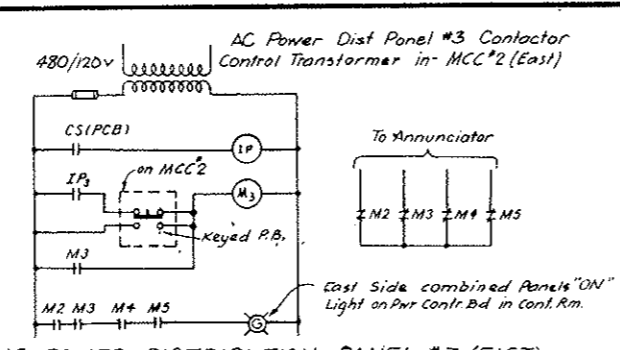 AC Power Dist Panel #3 Contactor
480/120V Control Transformer in- MCC#2 (East)
CS(PCB)
IP
To Annunciator
on MCC#2
IP3
M3
Keyed P.B.
M2 M3 M4 M5
M3
East Side combined Panels "ON"
Light on Pwr Contr. Bd in Cont. Rm.
M2 M3 M4 M5
G